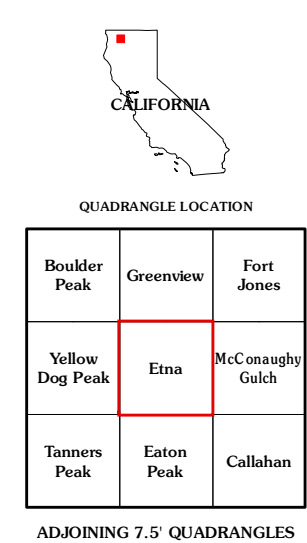 CALIFORNIA
QUADRANGLE LOCATION
Boulder
Peak
Greenview
Fort
Jones
Yellow
Dog Peak
Etna
McConaughy
Gulch
Tanners
Peak
Eaton
Peak
Callahan
ADJOINING 7.5' QUADRANGLES